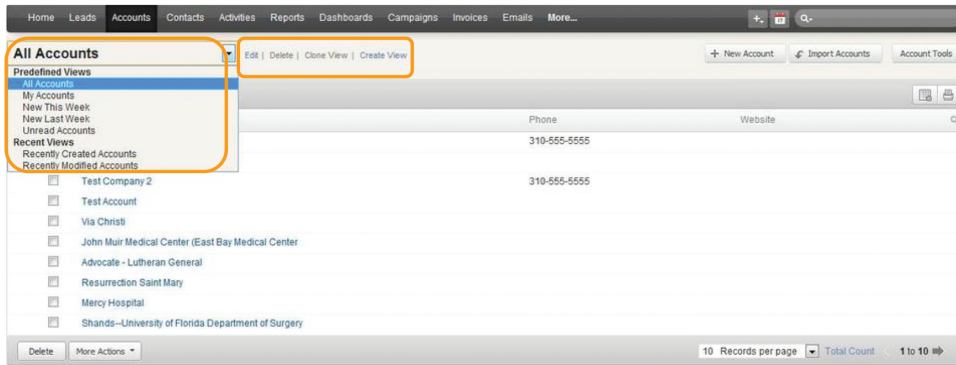 Home Leads Accounts Contacts Activities Reports Dashboards Campaigns Invoices Emails More...
All Accounts Edit | Delete | Clone View | Create View + New Account Import Accounts Account Tools
Predefined Views
All Accounts
My Accounts
New This Week
New Last Week
Unread Accounts
Recent Views
Recently Created Accounts
Recently Modified Accounts
Phone Website
310-555-5555
Test Company 2 310-555-5555
Test Account
Via Christi
John Muir Medical Center (East Bay Medical Center
Advocate - Lutheran General
Resurrection Saint Mary
Mercy Hospital
Shands--University of Florida Department of Surgery
Delete More Actions 10 Records per page Total Count 1 to 10